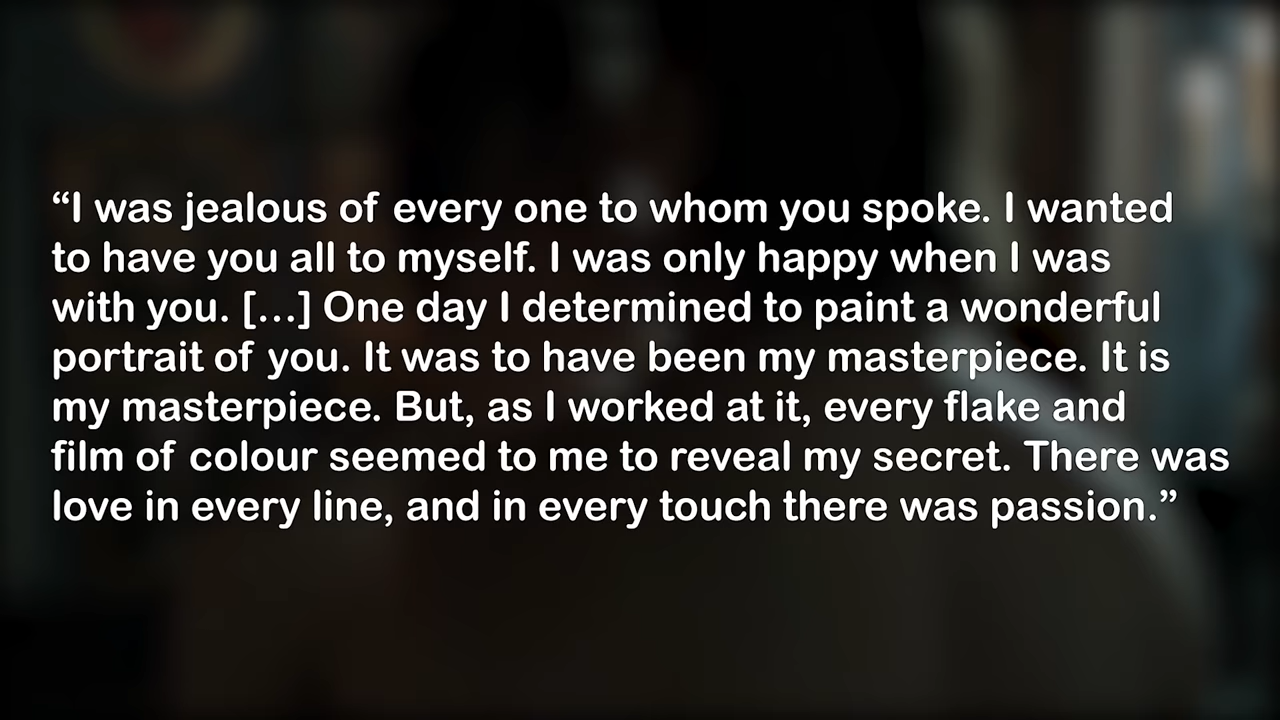 “I was jealous of every one to whom you spoke. I wanted
to have you all to myself. I was only happy when I was
with you. […] One day I determined to paint a wonderful
portrait of you. It was to have been my masterpiece. It is
my masterpiece. But, as I worked at it, every flake and
film of colour seemed to me to reveal my secret. There was
love in every line, and in every touch there was passion.”